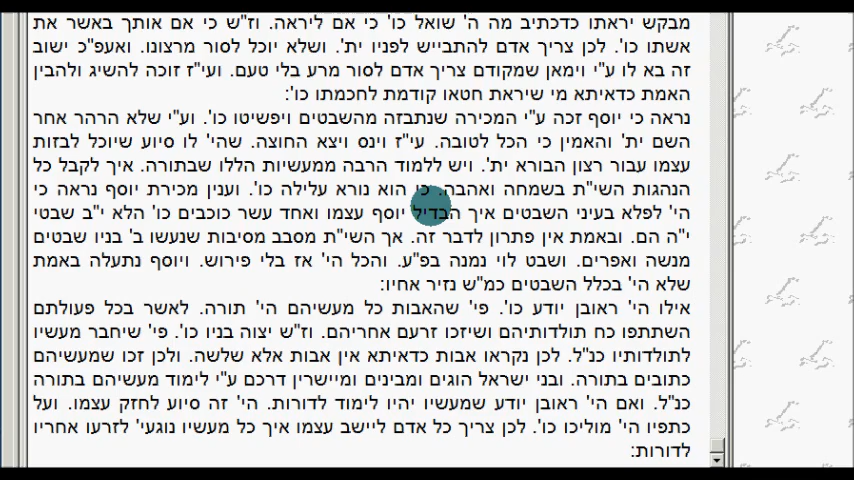 מבקש יראתו כדכתיב מה ה' שואל כו' כי אם ליראה. וז"ש כי אם אותך באשר את
אשתו כו'. לכן צריך אדם להתבייש לפניו ית'. ושלא יוכל לסור מרצונו. ואעפ"כ ישוב
זה בא לו ע"י וימאן שמקודם צריך אדם לסור מרע בלי טעם. ועי"ז זוכה להשיג ולהבין
האמת כדאיתא מי שיראת חטאו קודמת לחכמתו כו':
נראה כי יוסף זכה ע"י המכירה שנתבזה מהשבטים ויפשיטו כו'. וע"י שלא הרהר אחר
השם ית' והאמין כי הכל לטובה. עי"ז וינס ויצא החוצה. שהי' לו סיוע שיוכל לבזות
עצמו עבור רצון הבורא ית'. ויש ללמוד הרבה ממעשיות הללו שבתורה. איך לקבל כל
הנהגות השי"ת בשמחה ואהבה. כי הוא נורא עלילה כו'. וענין מכירת יוסף נראה כי
הי' לפלא בעיני השבטים איך הבדיל יוסף עצמו ואחד עשר כוכבים כו' הלא י"ב שבטי
י"ה הם. ובאמת אין פתרון לדבר זה. אך השי"ת מסבב מסיבות שנעשו ב' בניו שבטים
מנשה ואפרים. ושבט לוי נמנה בפ"ע. והכל הי' אז בלי פירוש. ויוסף נתעלה באמת
שלא הי' בכלל השבטים כמ"ש נזיר אחיו:
אילו הי' ראובן יודע כו'. פי' שהאבות כל מעשיהם הי' תורה. לאשר בכל פעולתם
השתתפו כח תולדותיהם ושיזכו זרעם אחריהם. וז"ש יצוה בניו כו'. פי' שיחבר מעשיו
לתולדותיו כנ"ל. לכן נקראו אבות כדאיתא אין אבות אלא שלשה. ולכן זכו שמעשיהם
כתובים בתורה. ובני ישראל הוגים ומבינים ומיישרין דרכם ע"י לימוד מעשיהם בתורה
כנ"ל. ואם הי' ראובן יודע שמעשיו יהיו לימוד לדורות. הי' זה סיוע לחזק עצמו. ועל
כתפיו הי' מוליכו כו'. לכן צריך כל אדם ליישב עצמו איך כל מעשיו נוגעי' לזרעו אחריו
לדורות: